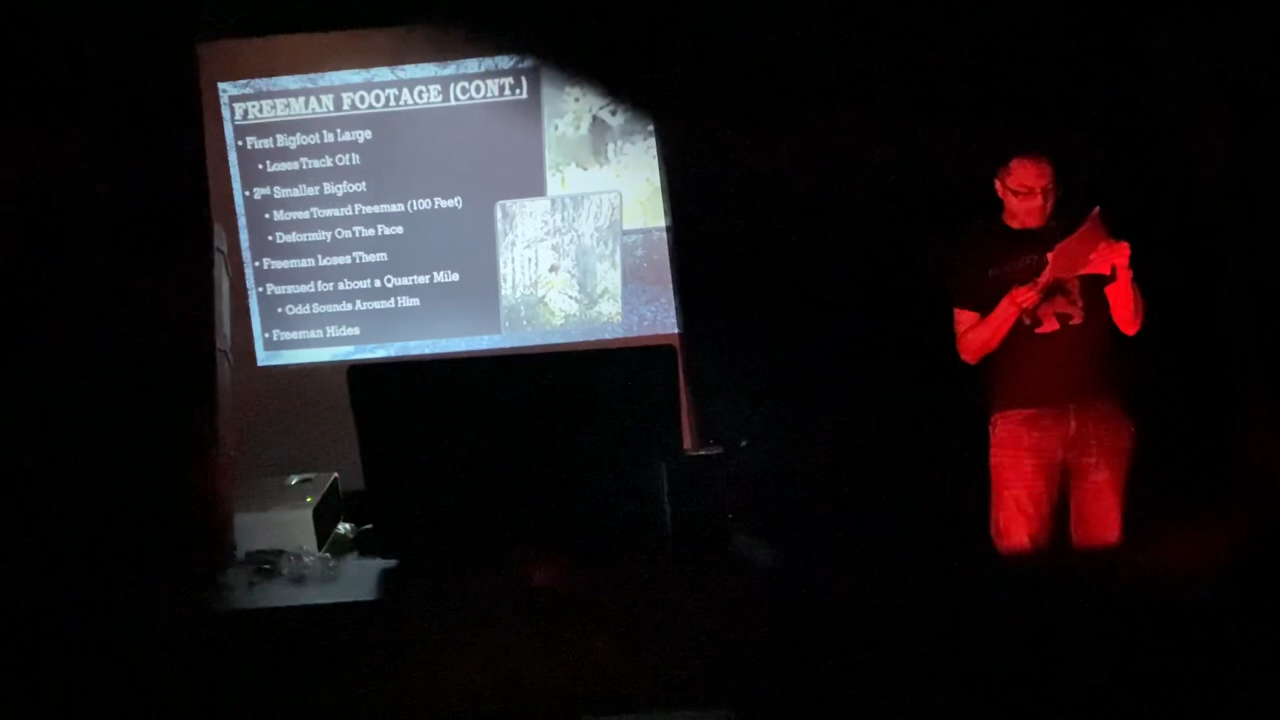 FREEMAN FOOTAGE (CONT.)
• First Bigfoot Is Large
• Loses Track Of It
• 2nd Smaller Bigfoot
• Moves Toward Freeman (100 Feet)
• Deformity On The Face
• Freeman Loses Them
• Pursued for about a Quarter Mile
• Odd Sounds Around Him
• Freeman Hides